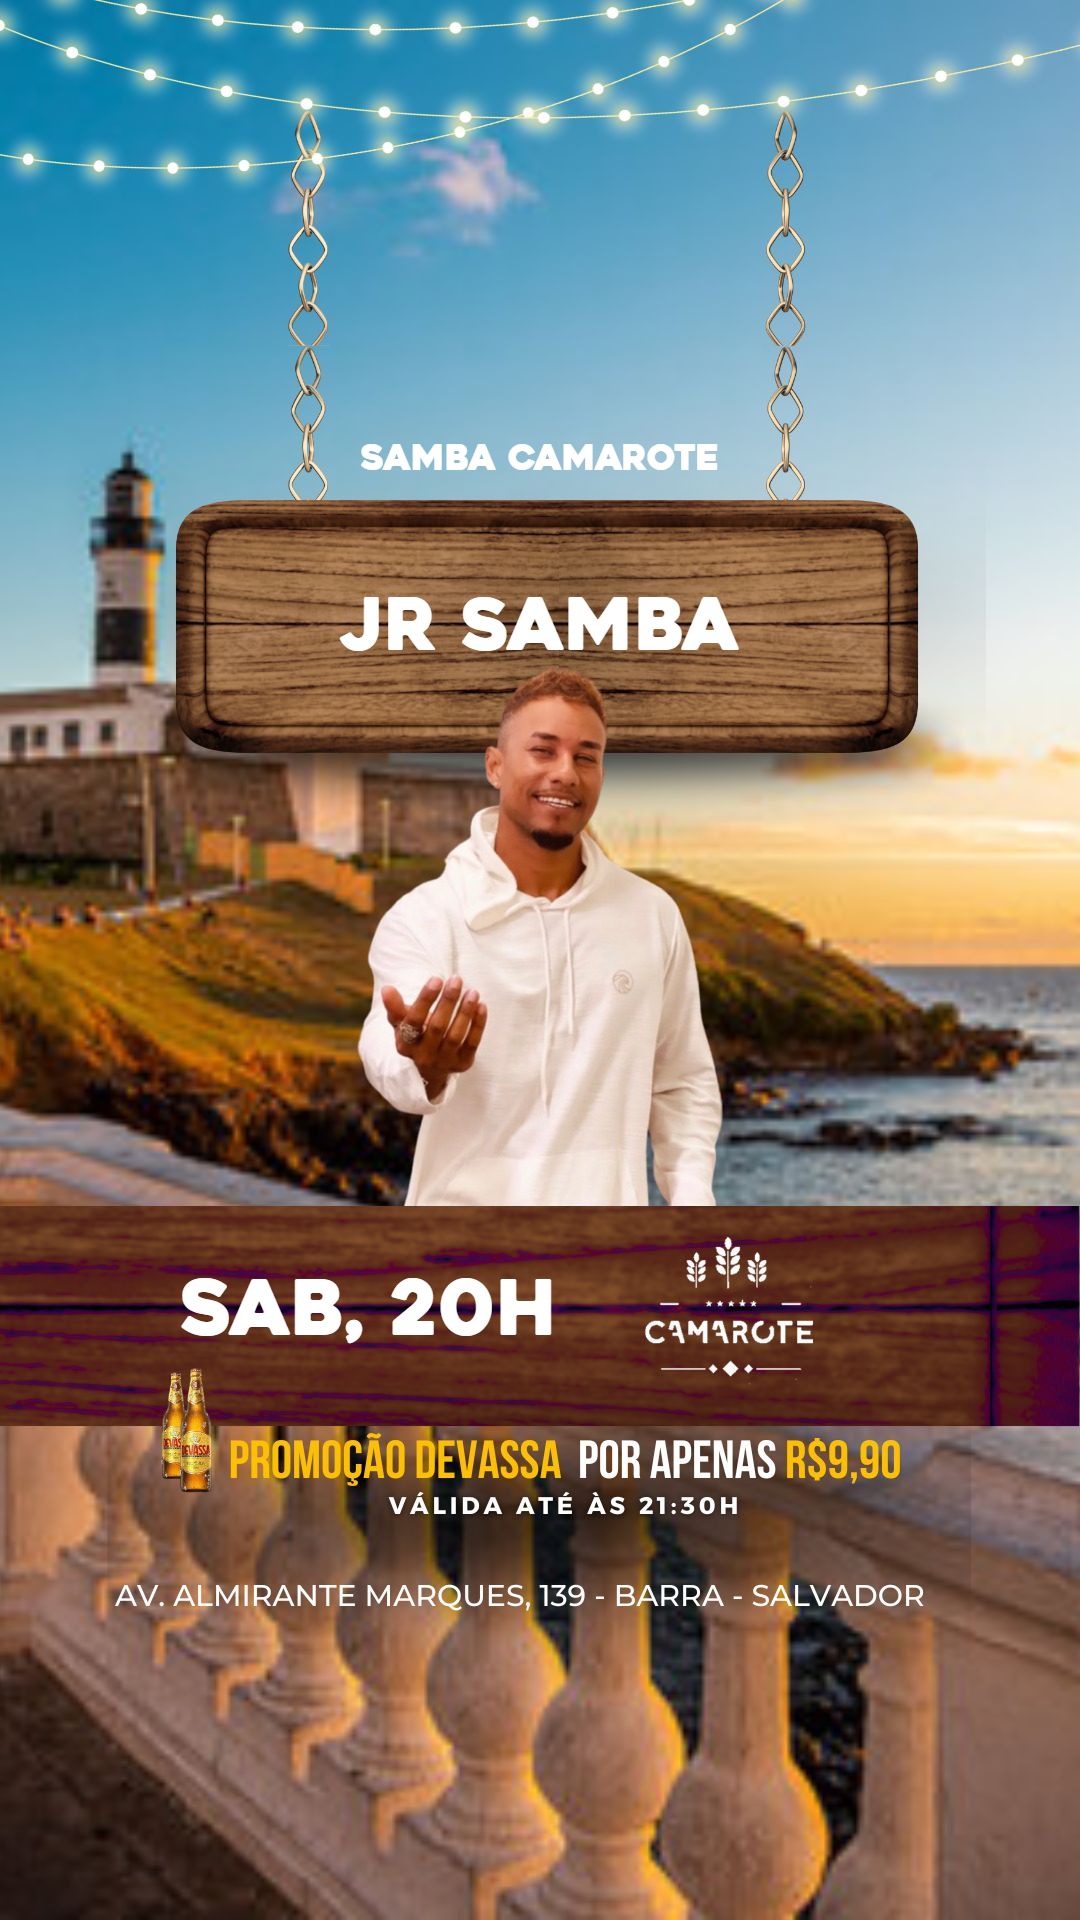 SAMBA CAMAROTE
JR SAMBA
SAB, 20H
CAMAROTE
DEVASSA
PROMOÇÃO DEVASSA POR APENAS R$9,90
VÁLIDA ATÉ ÀS 21:30H
AV. ALMIRANTE MARQUES, 139 - BARRA - SALVADOR